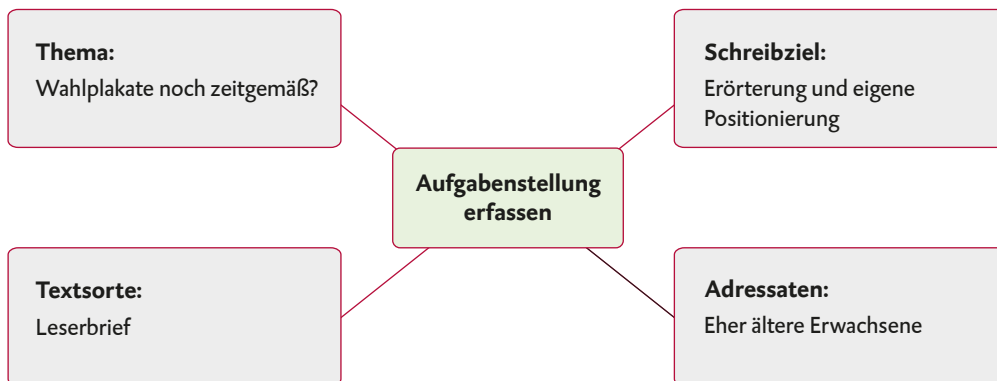 Thema:
Wahlplakate noch zeitgemäß?
Schreibziel:
Erörterung und eigene
Positionierung
Aufgabenstellung
erfassen
Textsorte:
Leserbrief
Adressaten:
Eher ältere Erwachsene